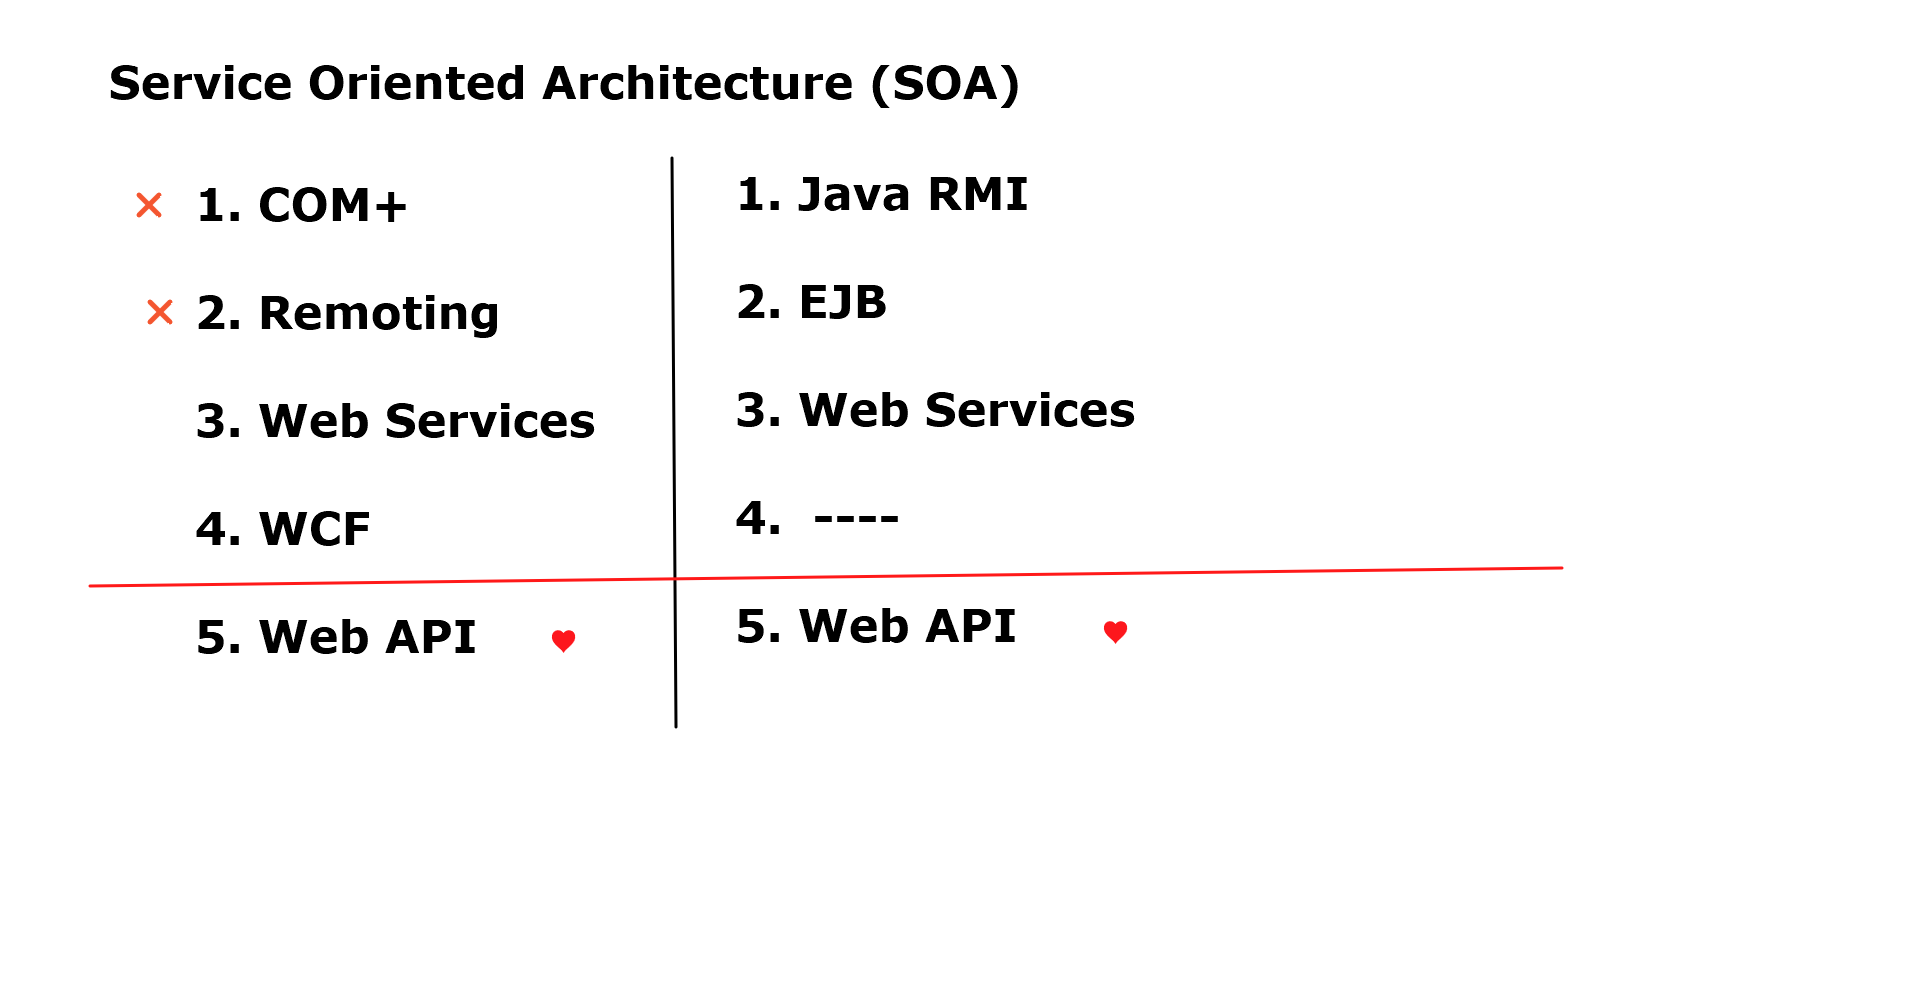 Service Oriented Architecture (SOA)
1. COM+
2. Remoting
3. Web Services
4. WCF
5. Web API
1. Java RMI
2. EJB
3. Web Services
4. ----
5. Web API